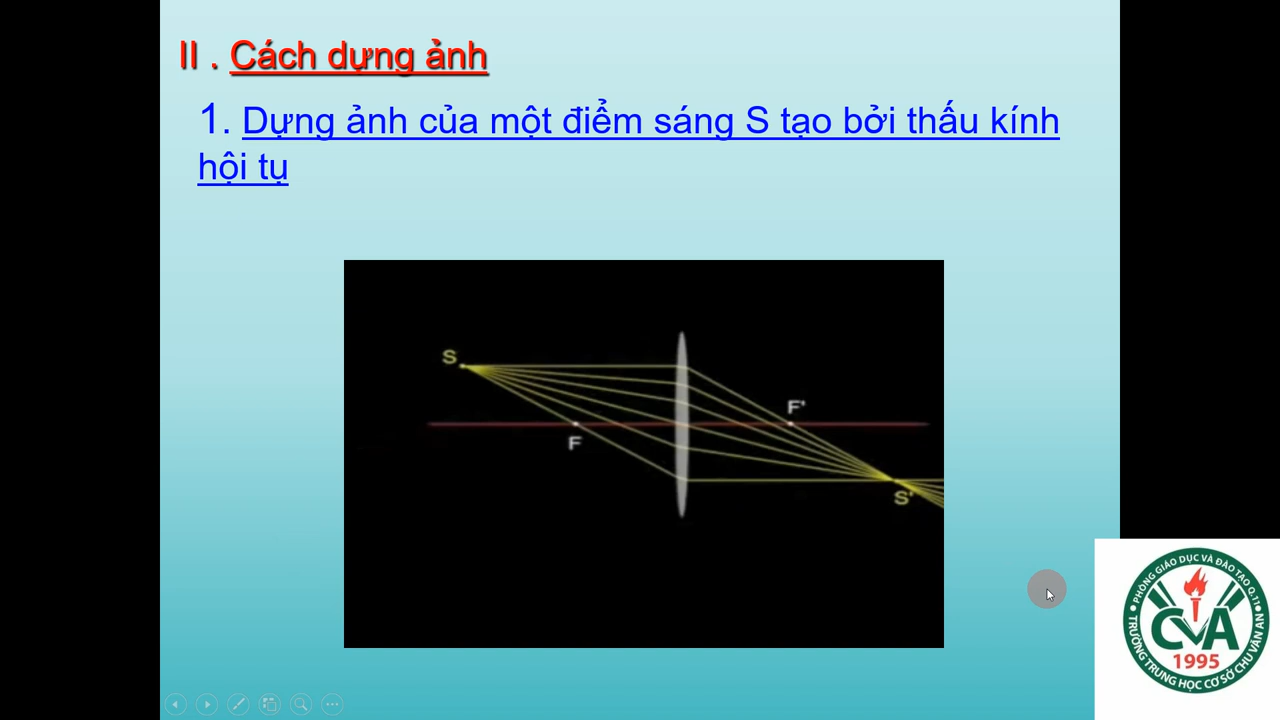 II . Cách dựng ảnh
1. Dựng ảnh của một điểm sáng S tạo bởi thấu kính
hội tụ
S
F'
F
S'
PHÒNG GIÁO DỤC VÀ ĐÀO TẠO Q.11
CVA
1995
TRƯỜNG TRUNG HỌC CƠ SỞ CHU VĂN AN